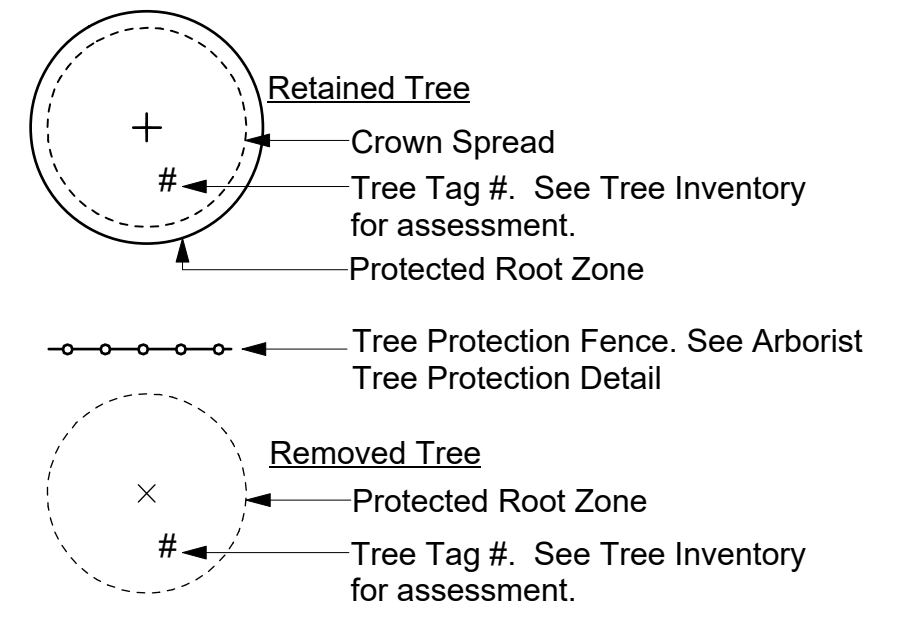 Retained Tree
Crown Spread
#
Tree Tag #.  See Tree Inventory
for assessment.
Protected Root Zone
Tree Protection Fence. See Arborist
Tree Protection Detail
Removed Tree
Protected Root Zone
#
Tree Tag #.  See Tree Inventory
for assessment.